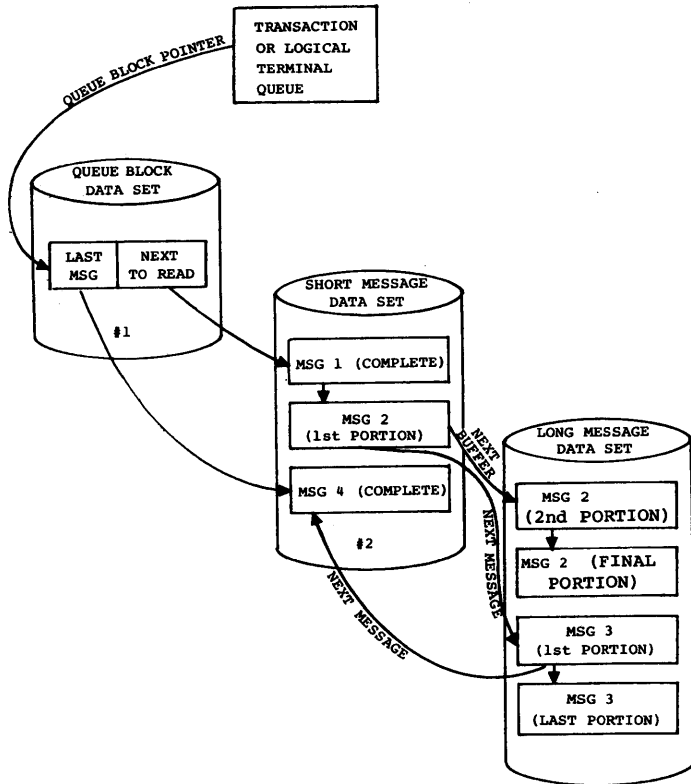 TRANSACTION
OR LOGICAL
TERMINAL
QUEUE
QUEUE BLOCK POINTER
QUEUE BLOCK
DATA SET
LAST
MSG
NEXT
TO READ
#1
SHORT MESSAGE
DATA SET
MSG 1 (COMPLETE)
MSG 2
(1st PORTION)
MSG 4 (COMPLETE)
#2
NEXT
BUFFER
NEXT MESSAGE
NEXT MESSAGE
LONG MESSAGE
DATA SET
MSG 2
(2nd PORTION)
MSG 2 (FINAL
PORTION)
MSG 3
(1st PORTION)
MSG 3
(LAST PORTION)